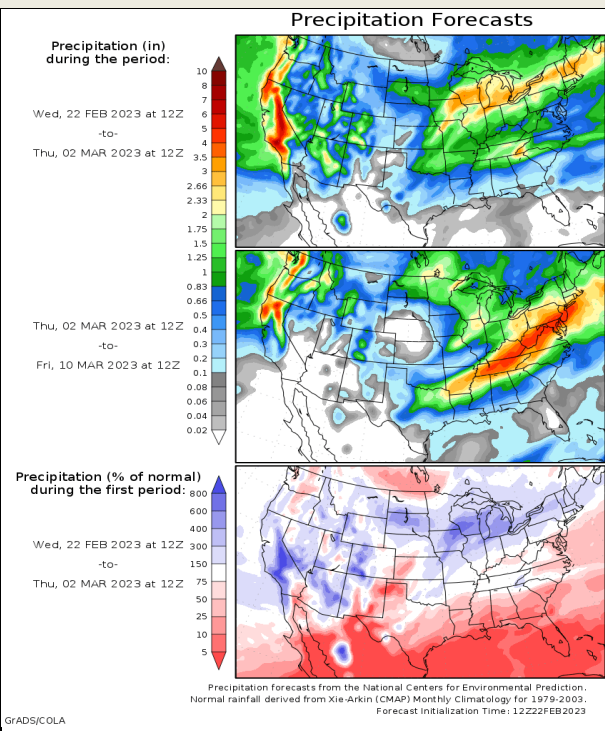 Precipitation Forecasts
Precipitation (in)
during the period:
Wed, 22 FEB 2023 at 12Z
-to-
Thu, 02 MAR 2023 at 12Z
10
8
7
6
5
4
3.5
3
2.66
2.33
2
1.75
1.5
1.25
1
0.83
0.66
0.5
0.4
0.3
0.2
0.1
0.08
0.06
0.04
0.02
Thu, 02 MAR 2023 at 12Z
-to-
Fri, 10 MAR 2023 at 12Z
Precipitation (% of normal)
during the first period:
Wed, 22 FEB 2023 at 12Z
-to-
Thu, 02 MAR 2023 at 12Z
800
600
400
300
150
75
50
25
10
5
Precipitation forecasts from the National Centers for Environmental Prediction.
Normal rainfall derived from Xie-Arkin (CMAP) Monthly Climatology for 1979-2003.
Forecast Initialization Time: 12Z22FEB2023
GrADS/COLA